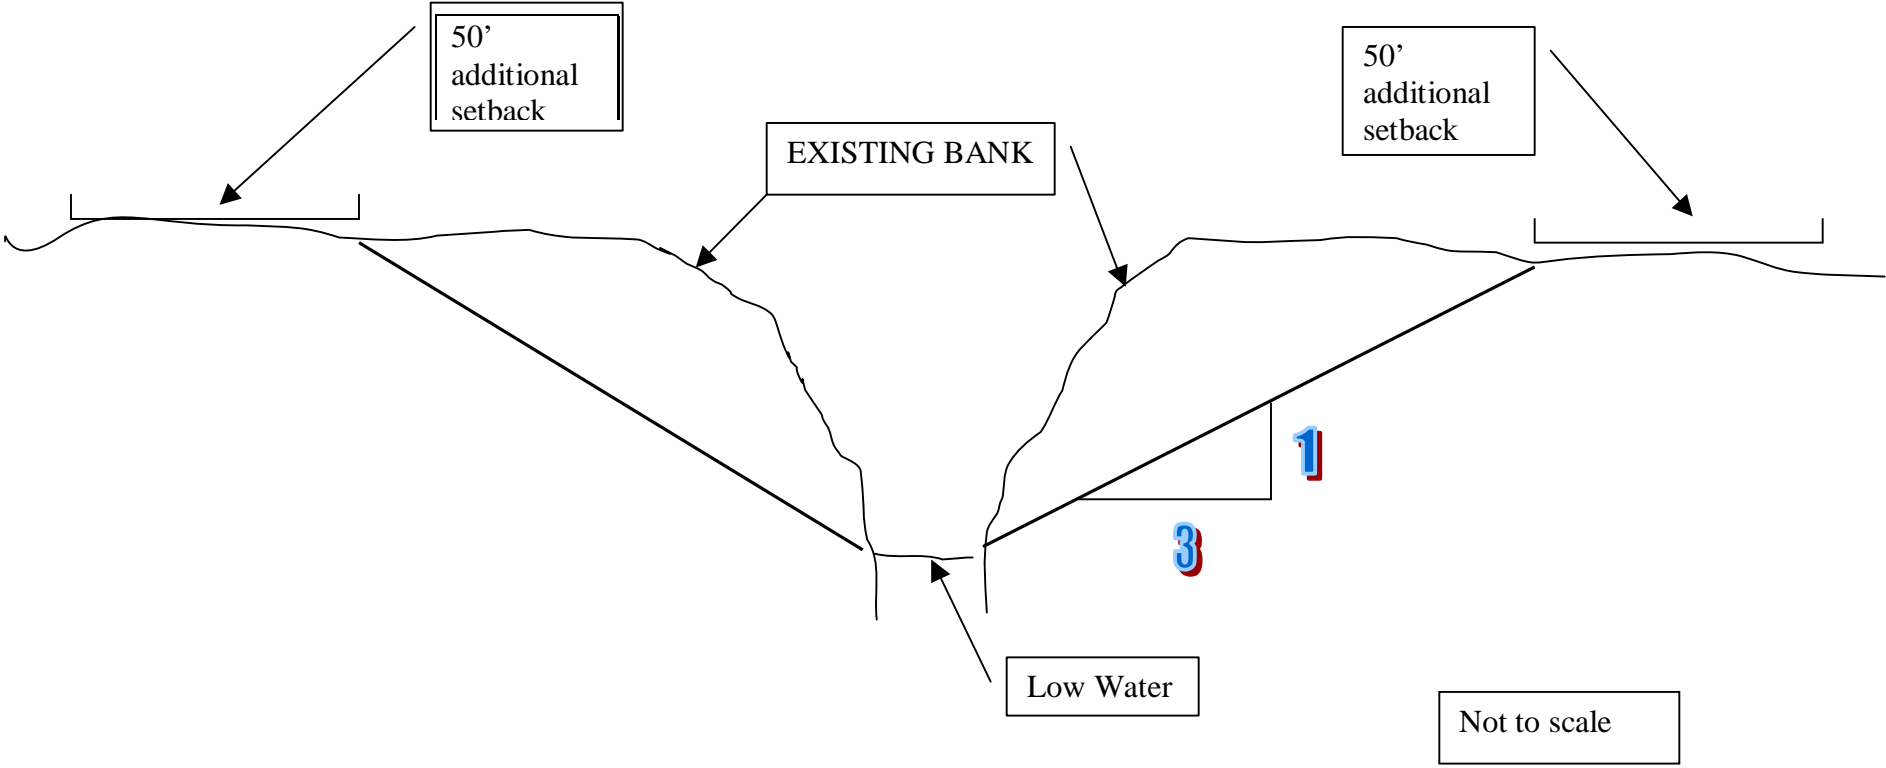 50’
additional
setback
50’
additional
setback
EXISTING BANK
1
3
Low Water
Not to scale